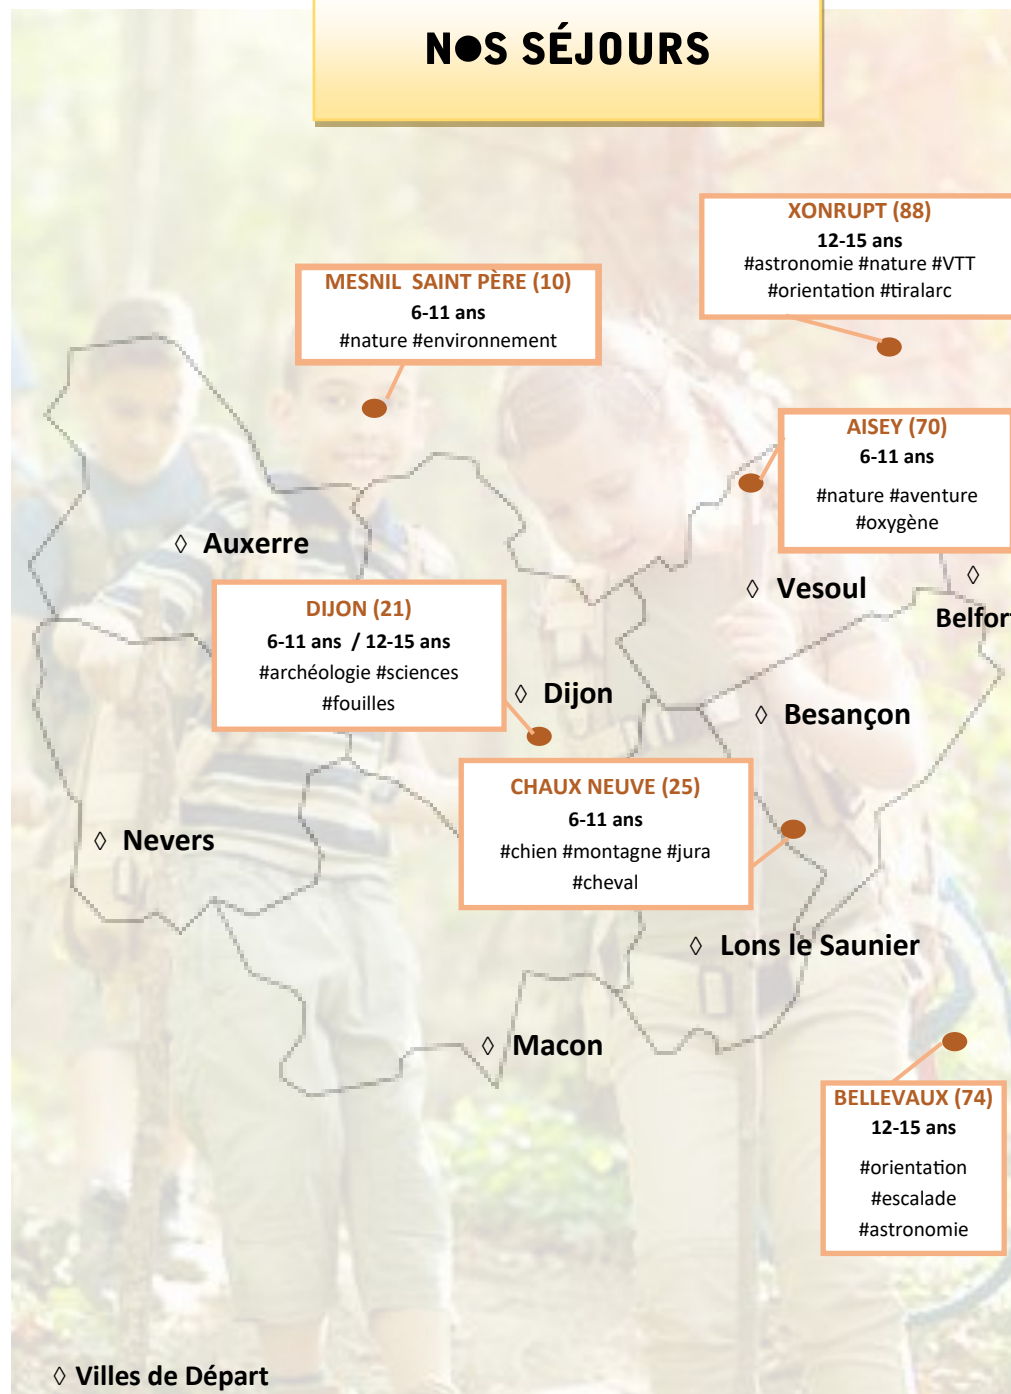 NOS SÉJOURS
XONRUPT (88)
12-15 ans
#astronomie #nature #VTT
#orientation #tiralarc
MESNIL SAINT PÈRE (10)
6-11 ans
#nature #environnement
AISEY (70)
6-11 ans
#nature #aventure
#oxygène
◊ Auxerre
◊ Vesoul
◊
Belfort
DIJON (21)
6-11 ans / 12-15 ans
#archéologie #sciences
#fouilles
◊ Dijon
◊ Besançon
CHAUX NEUVE (25)
6-11 ans
#chien #montagne #jura
#cheval
◊ Nevers
◊ Lons le Saunier
◊ Macon
BELLEVAUX (74)
12-15 ans
#orientation
#escalade
#astronomie
◊ Villes de Départ